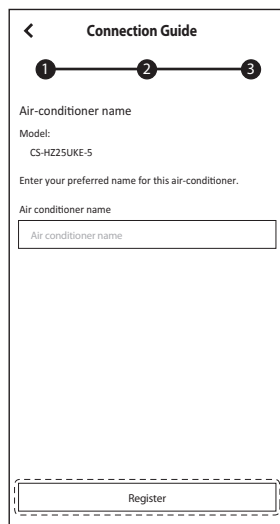 Connection Guide
1 2 3
Air-conditioner name
Model:
CS-HZ25UKE-5
Enter your preferred name for this air-conditioner.
Air conditioner name
Air conditioner name
Register